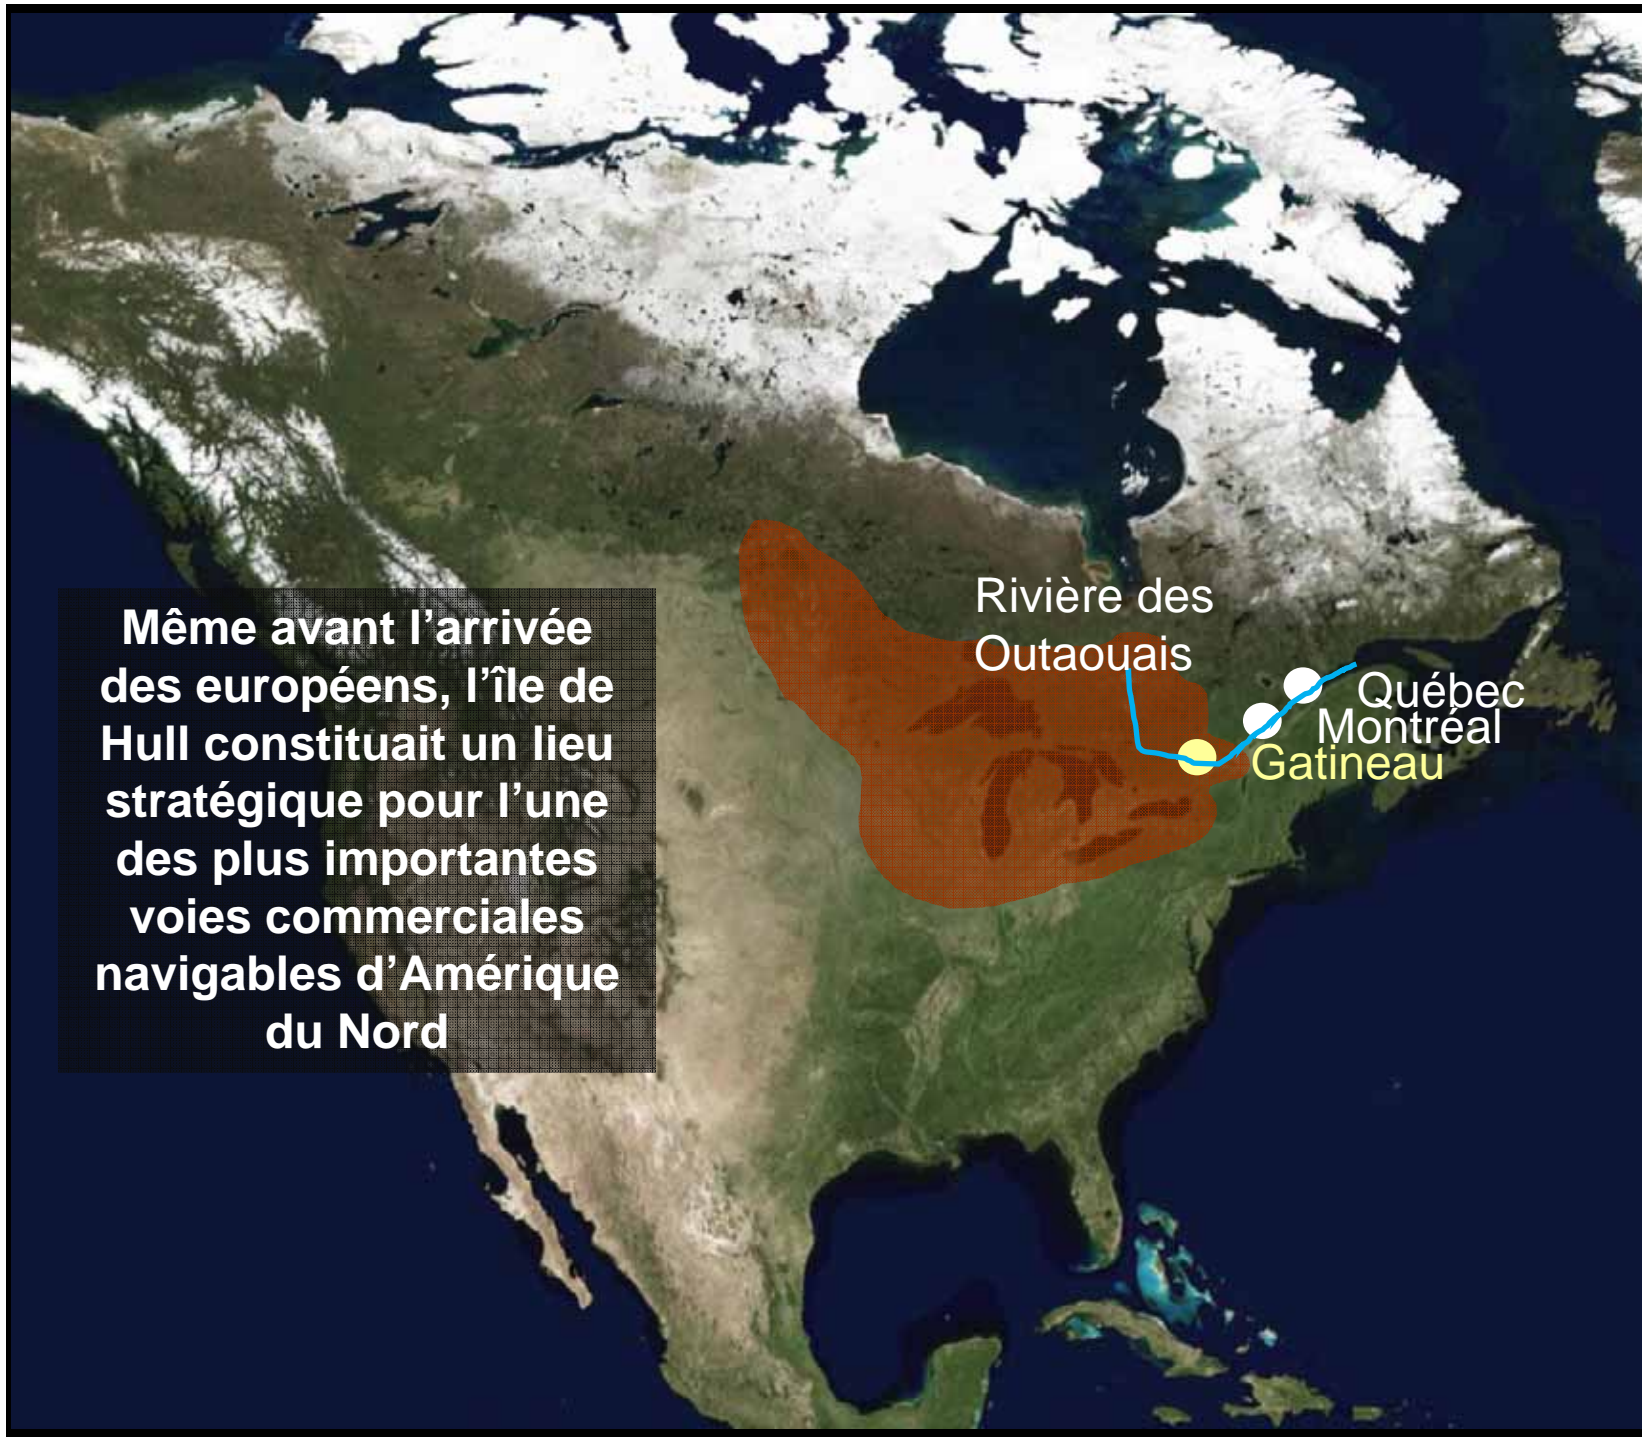 Même avant l’arrivée
des européens, l’île de
Hull constituait un lieu
stratégique pour l’une
des plus importantes
voies commerciales
navigables d’Amérique
du Nord
Rivière des
Outaouais
Québec
Montréal
Gatineau